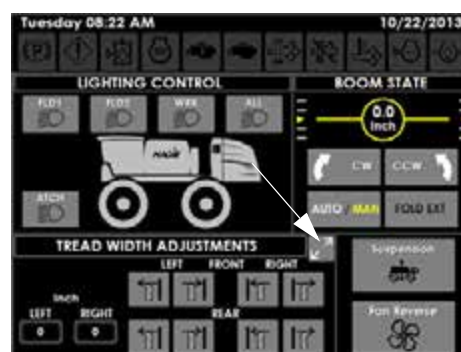 Tuesday 08:22 AM 10/22/2013
(P)
LIGHTING CONTROL
BOOM STATE
FLD1 FLD2 WRK ALL
0.0
Inch
HAGIE
CW CCW
ATCH
AUTO / MAN FOLD EXT
TREAD WIDTH ADJUSTMENTS
LEFT FRONT RIGHT
Suspension
Inch
LEFT RIGHT
REAR
0 0
Fan Reverse